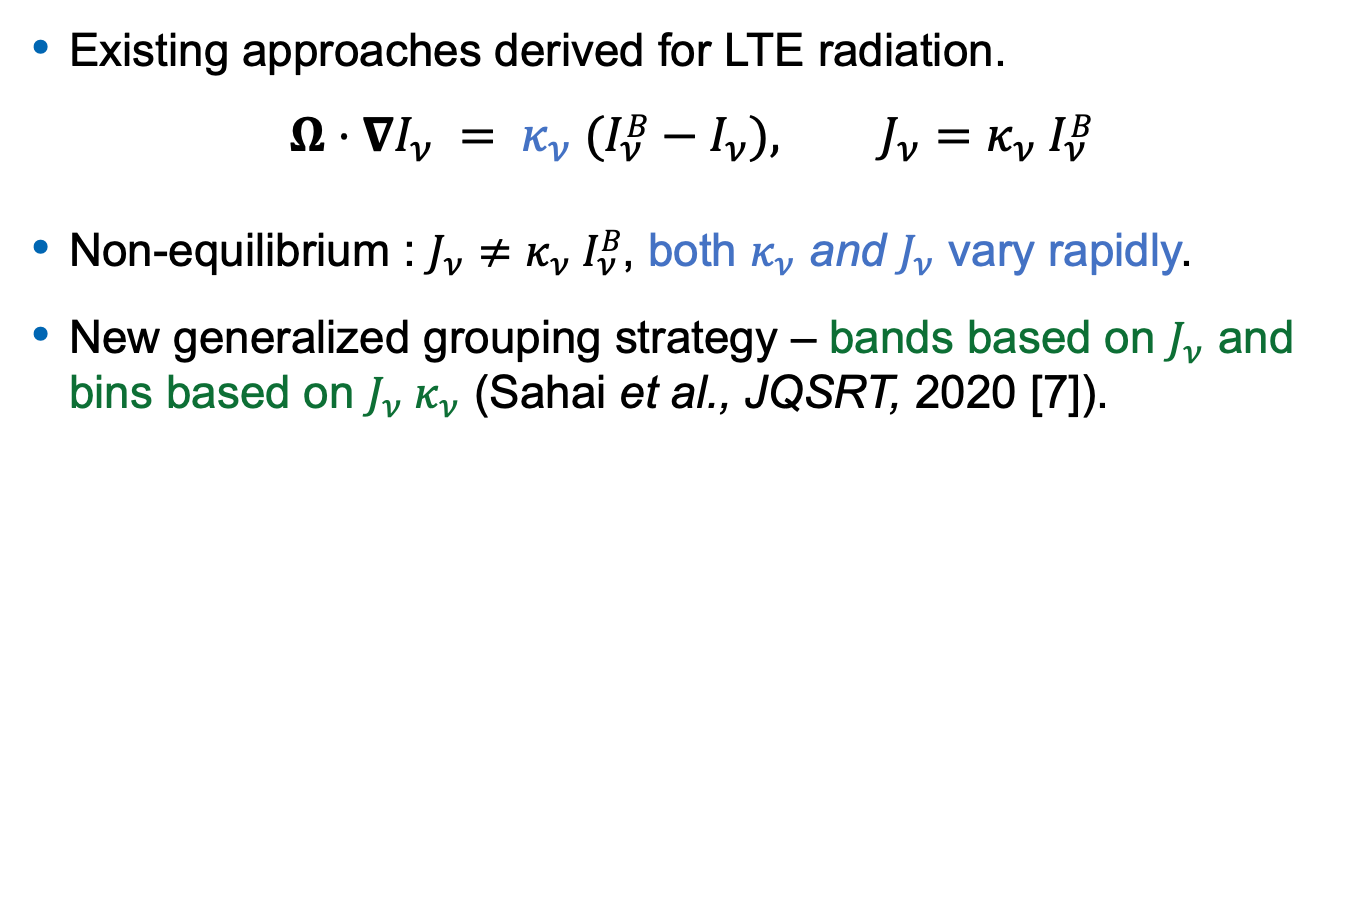 • Existing approaches derived for LTE radiation.
𝛀 · 𝛁I_ν = κ_ν (I_ν^B − I_ν), J_ν = κ_ν I_ν^B
• Non-equilibrium : J_ν ≠ κ_ν I_ν^B, both κ_ν and J_ν vary rapidly.
• New generalized grouping strategy – bands based on J_ν and
bins based on J_ν κ_ν (Sahai et al., JQSRT, 2020 [7]).